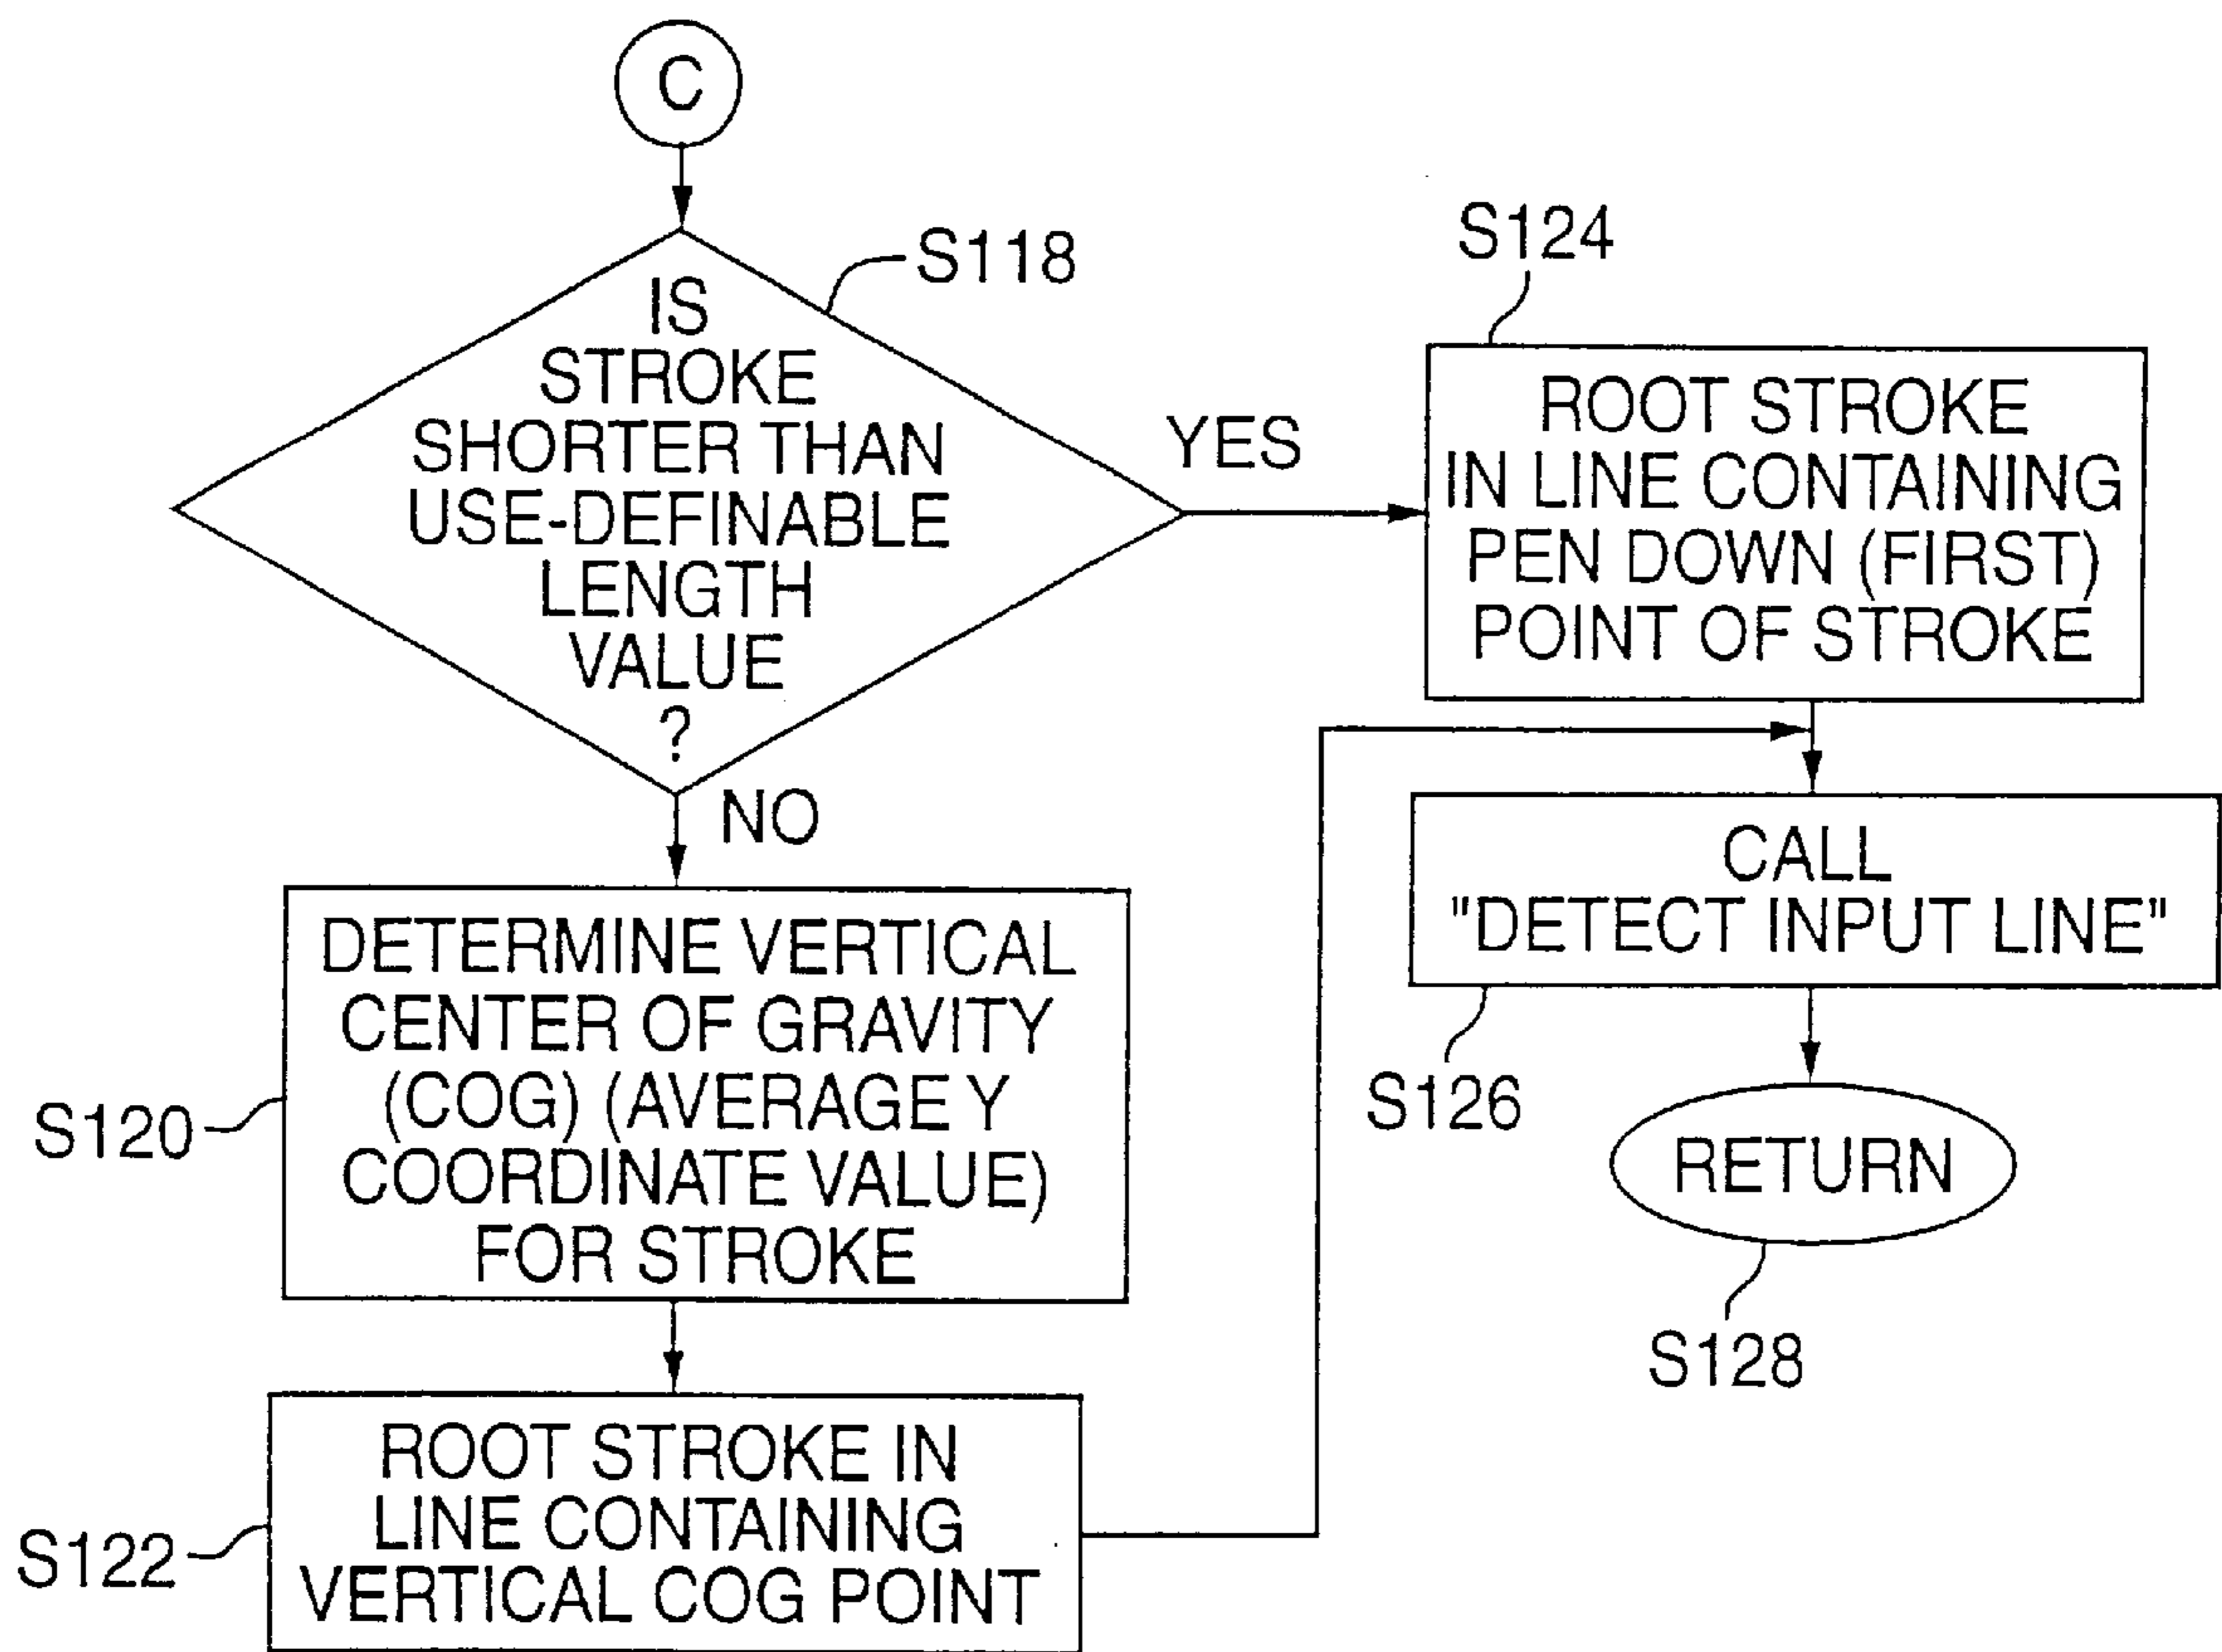 C
S118
IS
STROKE
SHORTER THAN
USE-DEFINABLE
LENGTH
VALUE
?
YES
NO
S124
ROOT STROKE
IN LINE CONTAINING
PEN DOWN (FIRST)
POINT OF STROKE
S120
DETERMINE VERTICAL
CENTER OF GRAVITY
(COG) (AVERAGE Y
COORDINATE VALUE)
FOR STROKE
S122
ROOT STROKE IN
LINE CONTAINING
VERTICAL COG POINT
CALL
"DETECT INPUT LINE"
S126
RETURN
S128